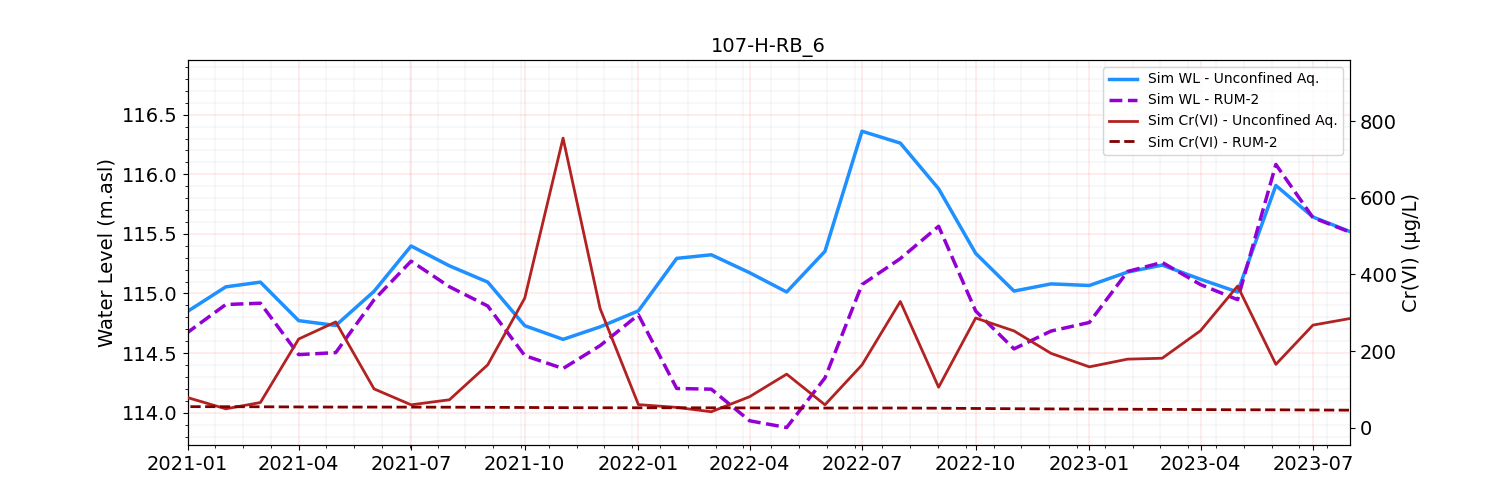 107-H-RB_6
Sim WL - Unconfined Aq.
Sim WL - RUM-2
Sim Cr(VI) - Unconfined Aq.
Sim Cr(VI) - RUM-2
Water Level (m.asl)
116.5
116.0
115.5
115.0
114.5
114.0
Cr(VI) (μg/L)
800
600
400
200
0
2021-01 2021-04 2021-07 2021-10 2022-01 2022-04 2022-07 2022-10 2023-01 2023-04 2023-07